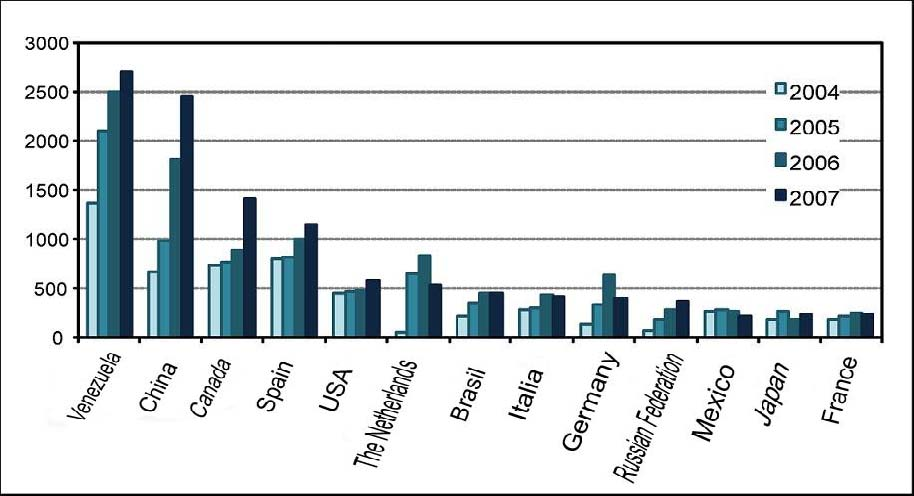 3000
2500
2000
1500
1000
500
0
2004
2005
2006
2007
Venezuela
China
Canada
Spain
USA
The Netherlands
Brasil
Italia
Germany
Russian Federation
Mexico
Japan
France